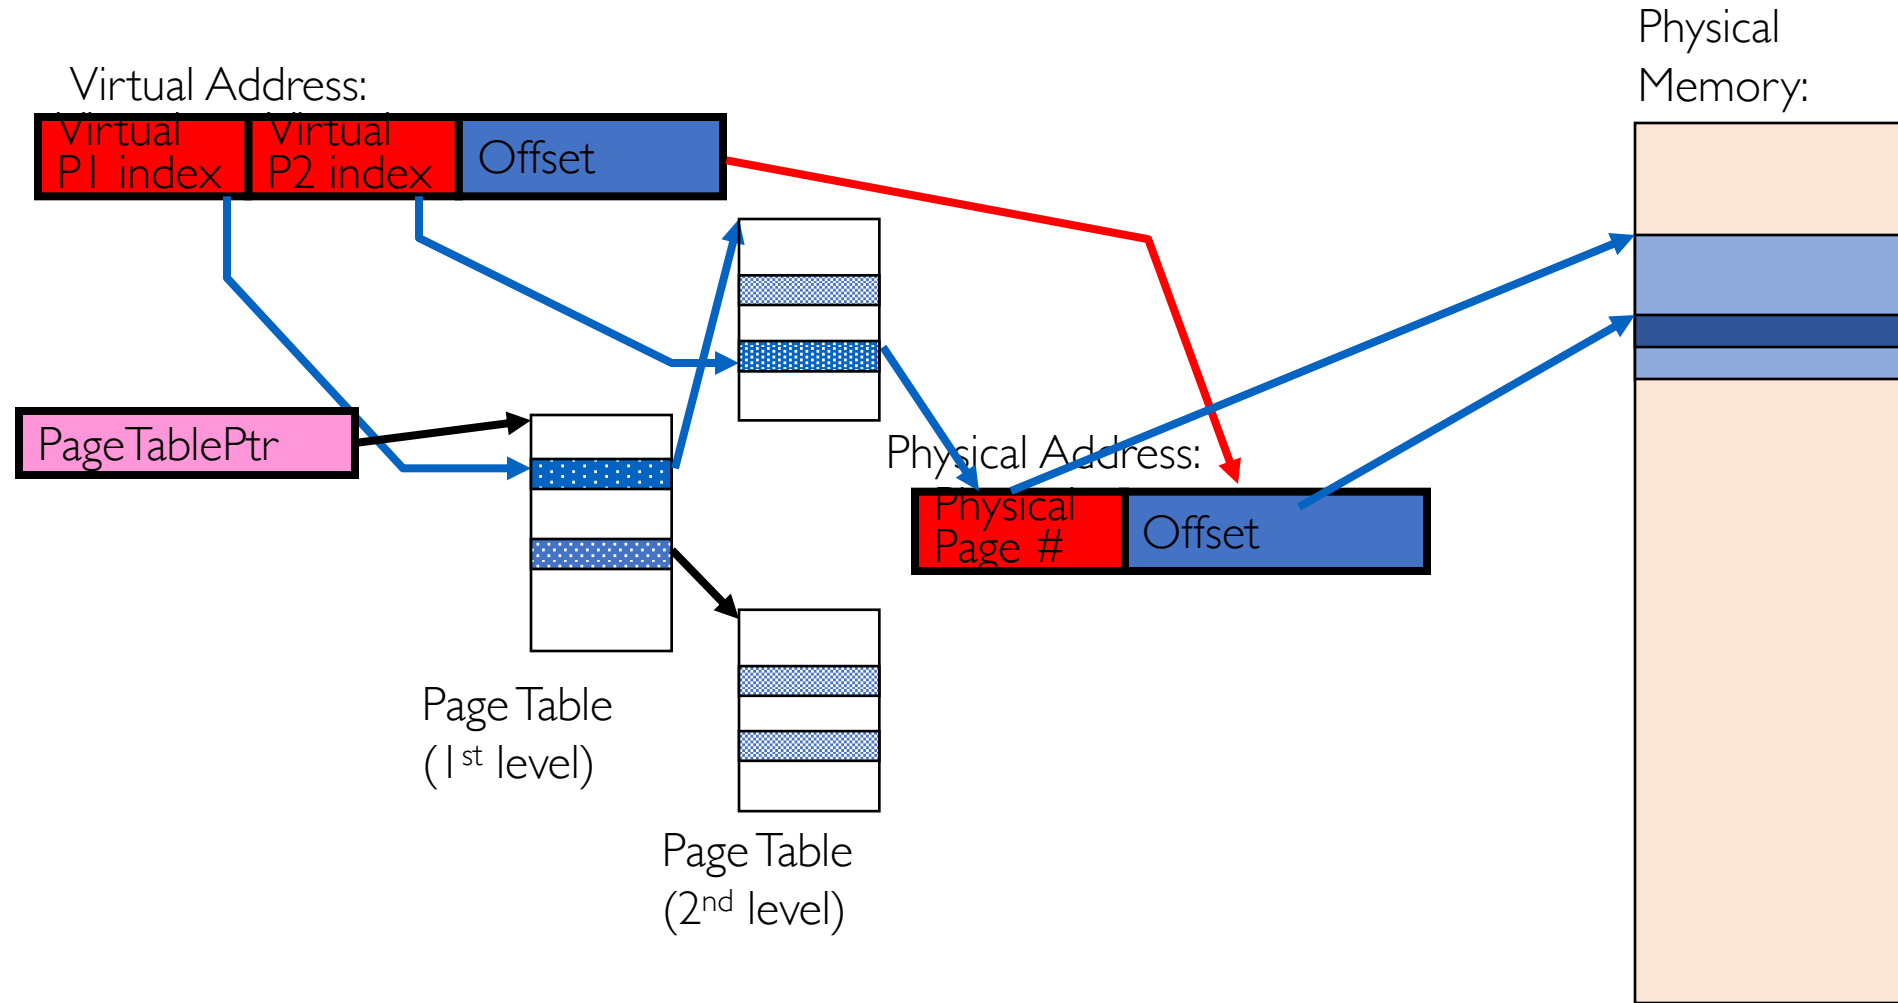 Physical
Memory:
Virtual Address:
Virtual
P1 index
Virtual
P2 index
Offset
PageTablePtr
Physical Address:
Physical
Page #
Offset
Page Table
(1st level)
Page Table
(2nd level)